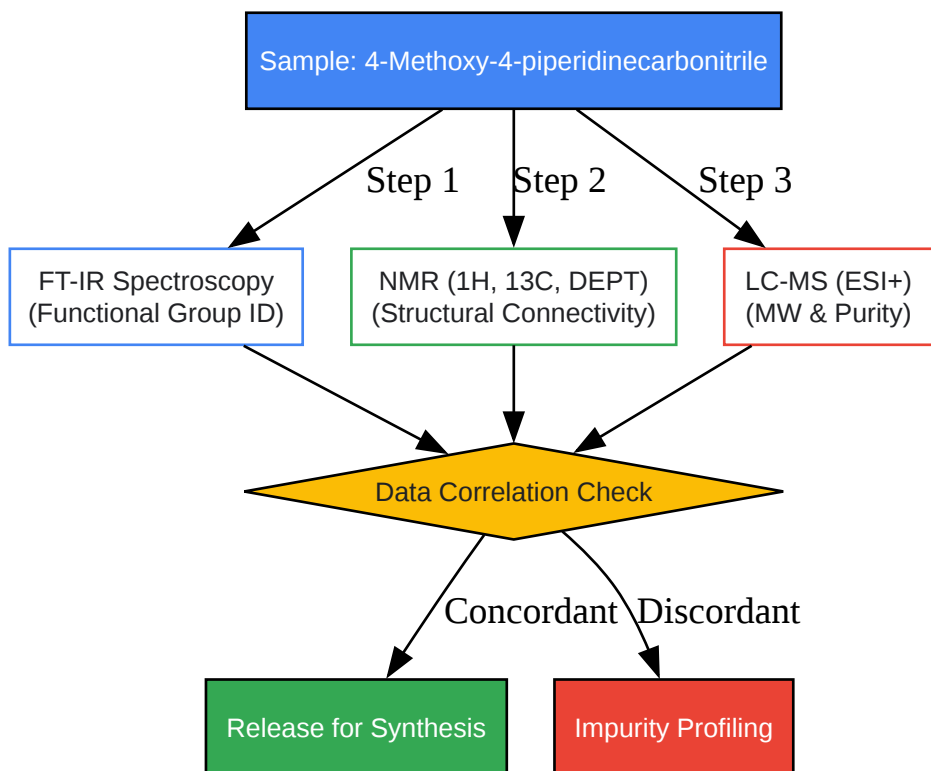 Sample: 4-Methoxy-4-piperidinecarbonitrile
Step 1
Step 2
Step 3
FT-IR Spectroscopy
(Functional Group ID)
NMR (1H, 13C, DEPT)
(Structural Connectivity)
LC-MS (ESI+)
(MW & Purity)
Data Correlation Check
Concordant
Discordant
Release for Synthesis
Impurity Profiling